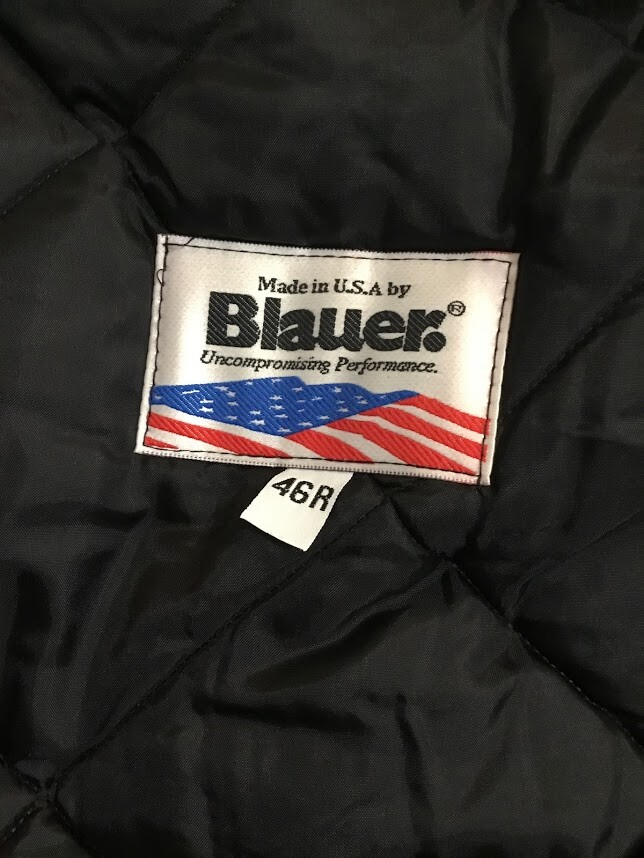 Made in U.S.A by
Blauer.®
Uncompromising Performance.
46R